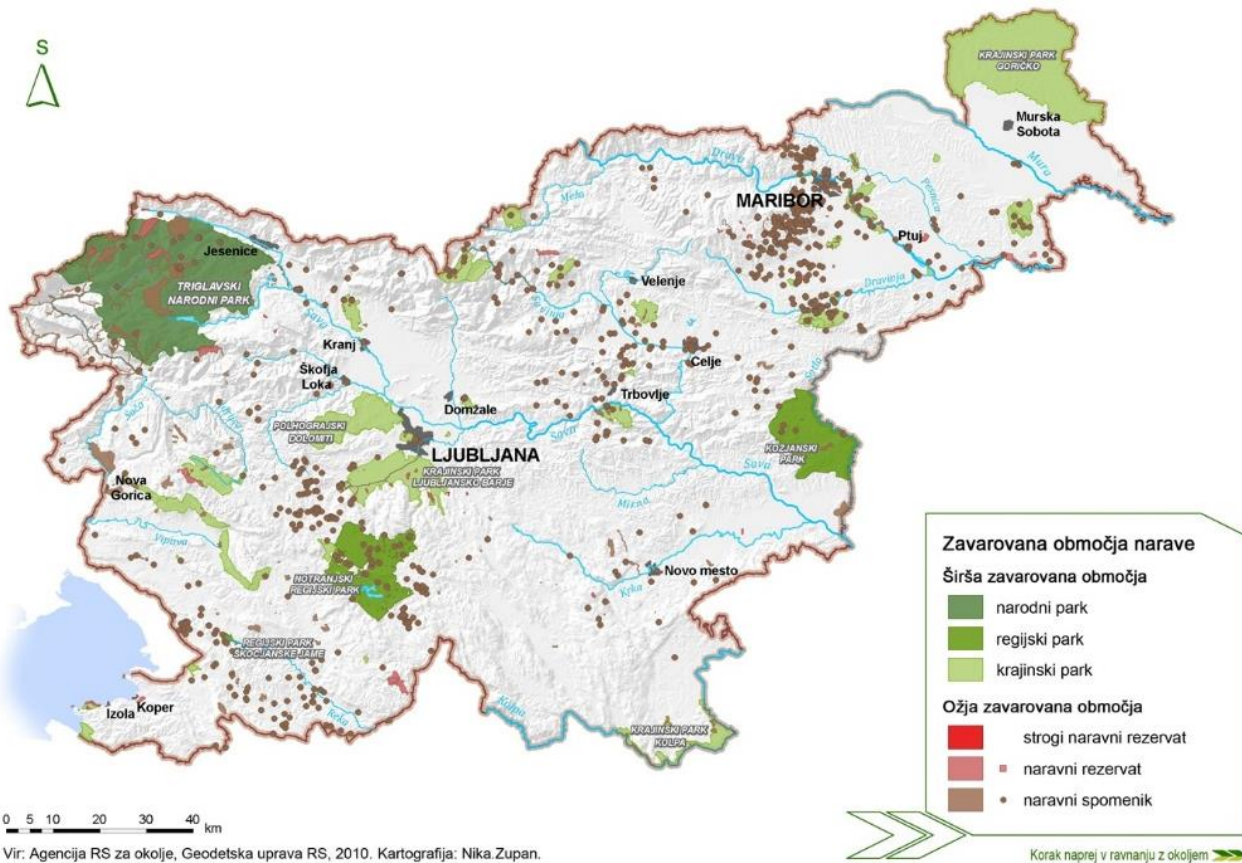 S
KRAJINSKI PARK
GORIČKO
Murska
Sobota
Mura
Drava
Meža
MARIBOR
Pesnica
Ptuj
Jesenice
TRIGLAVSKI
NARODNI PARK
Velenje
Dravinja
Savinja
Sava
Kranj
Celje
Sotla
Škofja
Loka
Domžale
Trbovlje
Soča
Idrijca
POLHOGRAJSKI
DOLOMITI
LJUBLJANA
Sava
KOZJANSKI
PARK
KRAJINSKI PARK
LJUBLJANSKO BARJE
Sava
Nova
Gorica
Mirna
Vipava
NOTRANJSKI
REGIJSKI PARK
Novo mesto
Krka
REGIJSKI PARK
ŠKOCJANSKE JAME
Izola
Koper
Reka
Kolpa
KRAJINSKI PARK
KOLPA
Zavarovana območja narave
Širša zavarovana območja
narodni park
regijski park
krajinski park
Ožja zavarovana območja
strogi naravni rezervat
naravni rezervat
naravni spomenik
0 5 10 20 30 40 km
Vir: Agencija RS za okolje, Geodetska uprava RS, 2010. Kartografija: Nika Zupan.
Korak naprej v ravnanju z okoljem